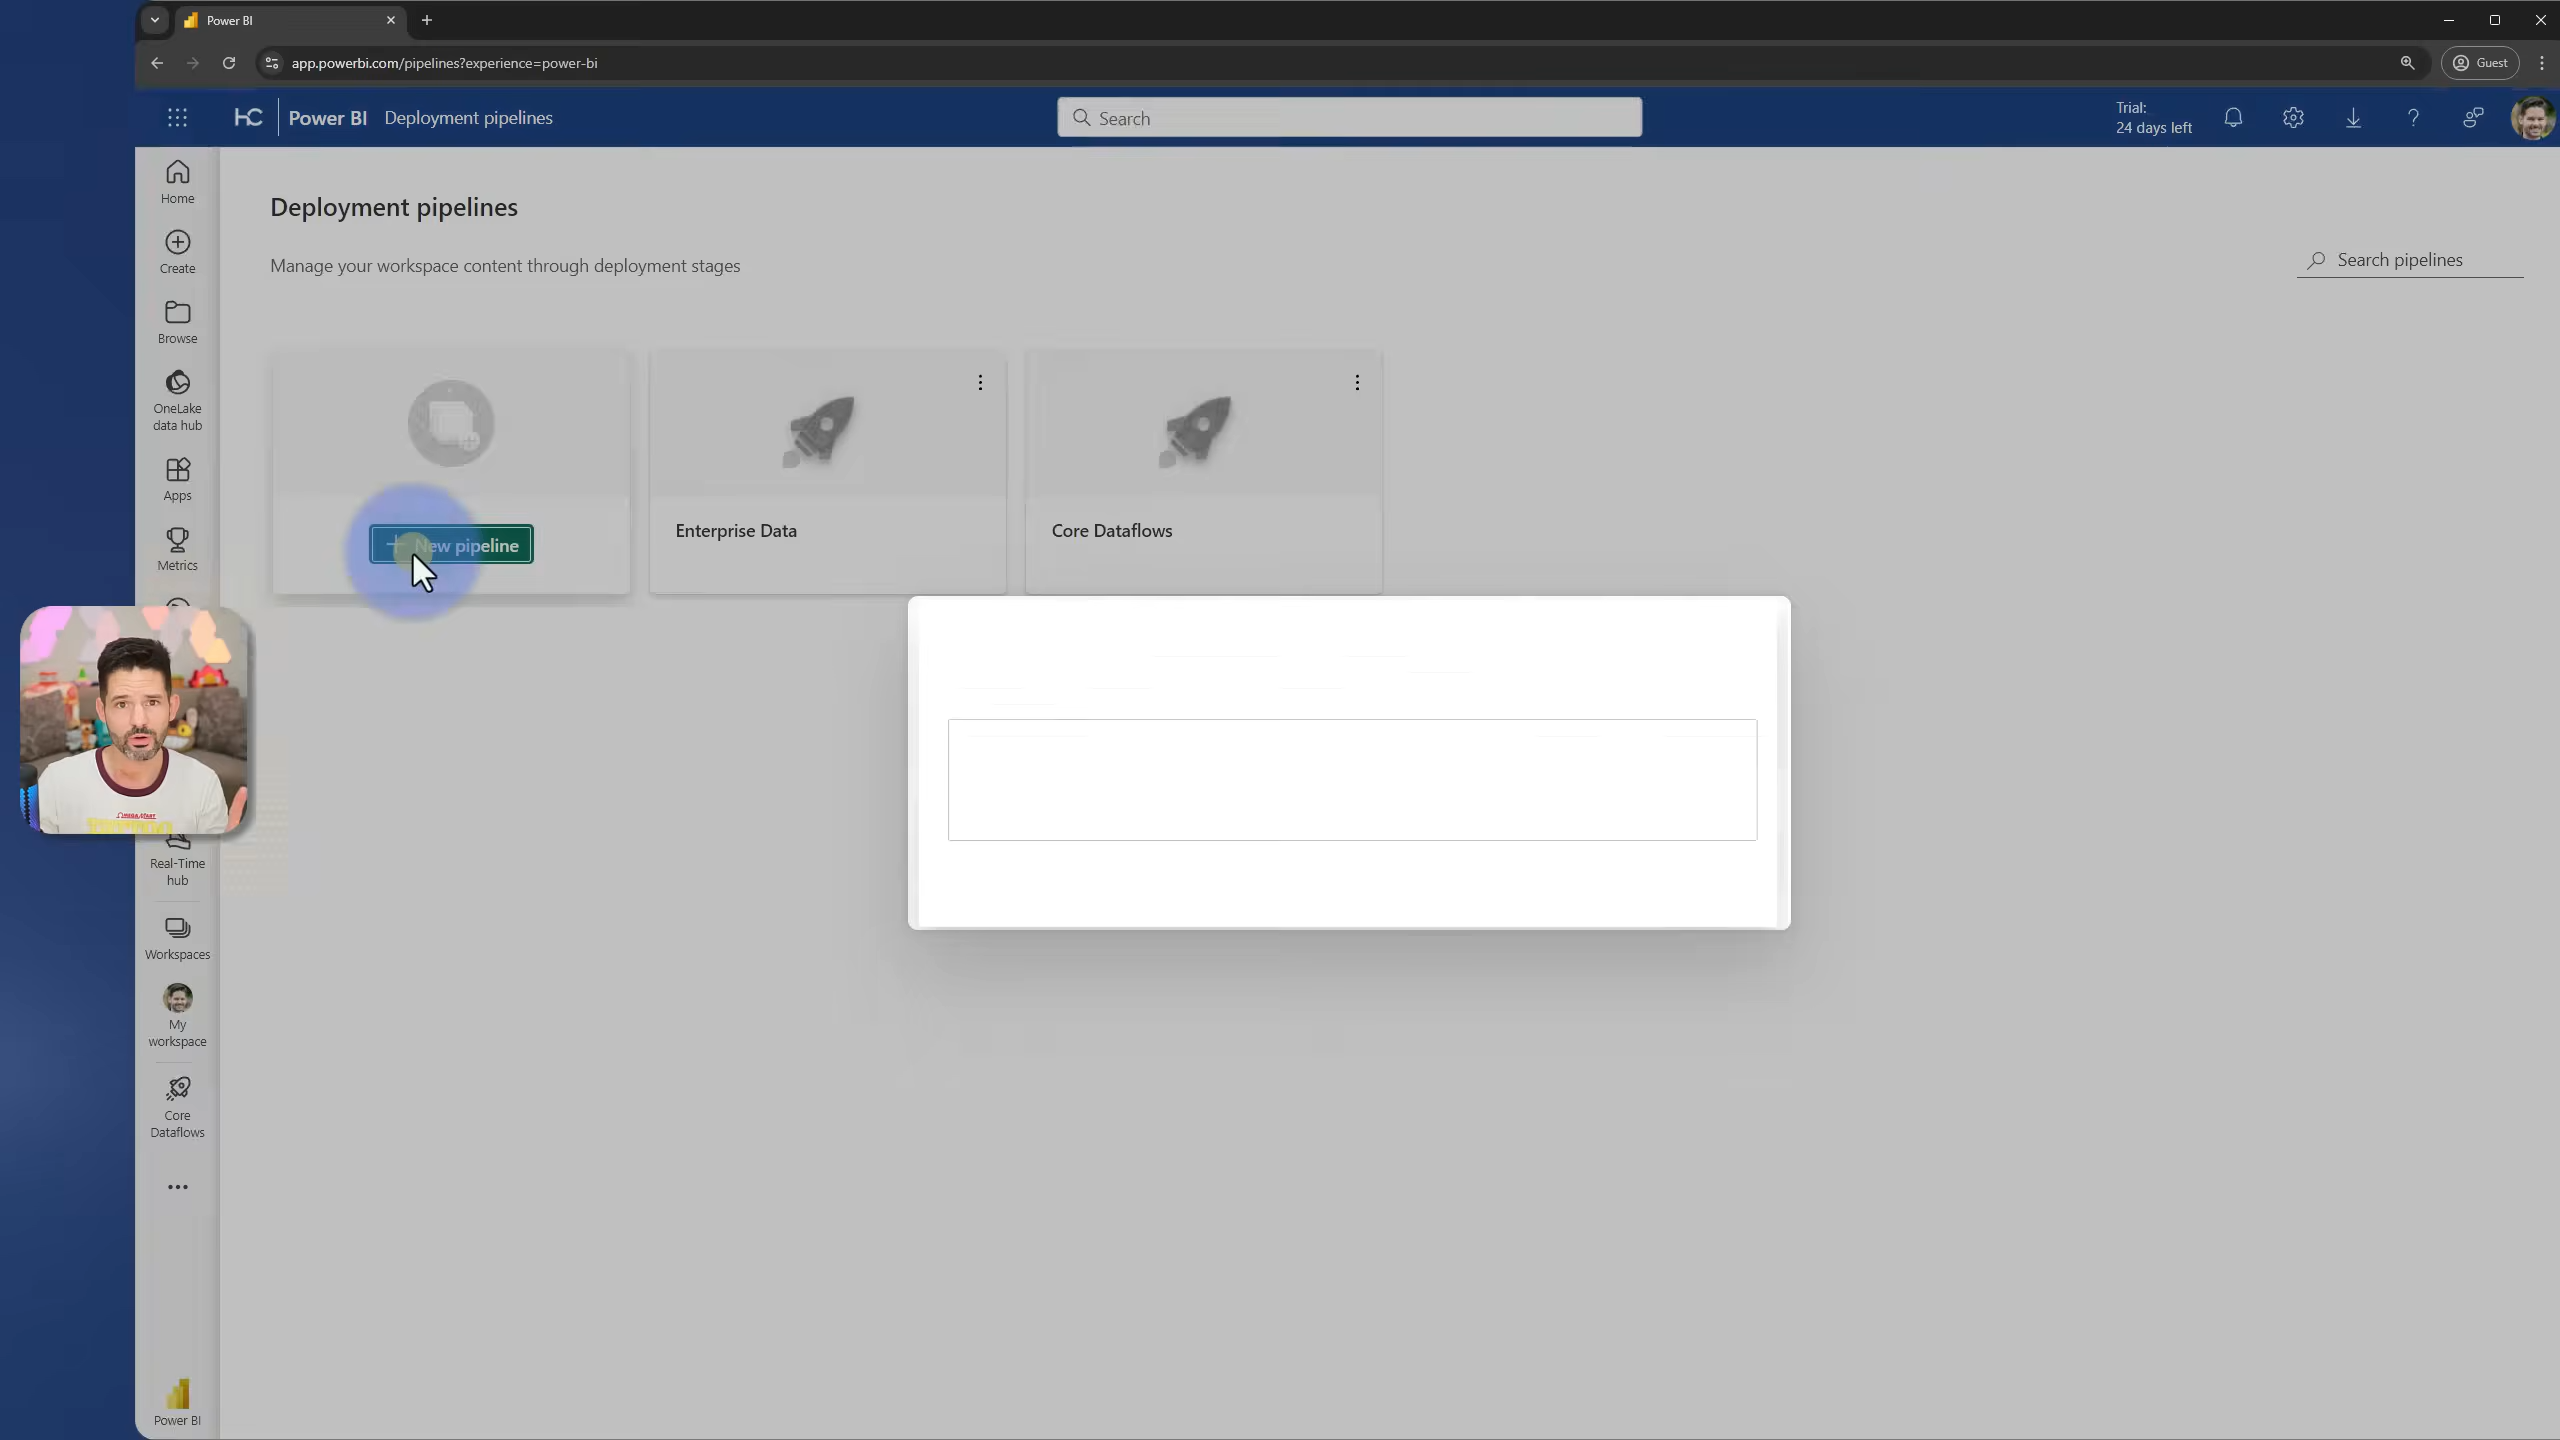 Power BI
app.powerbi.com/pipelines?experience=power-bi
Guest
Power BI
Deployment pipelines
Search
Trial:
24 days left
Home
Create
Browse
OneLake
data hub
Apps
Metrics
Real-Time
hub
Workspaces
My
workspace
Core
Dataflows
Power BI
Deployment pipelines
Manage your workspace content through deployment stages
Search pipelines
New pipeline
Enterprise Data
Core Dataflows